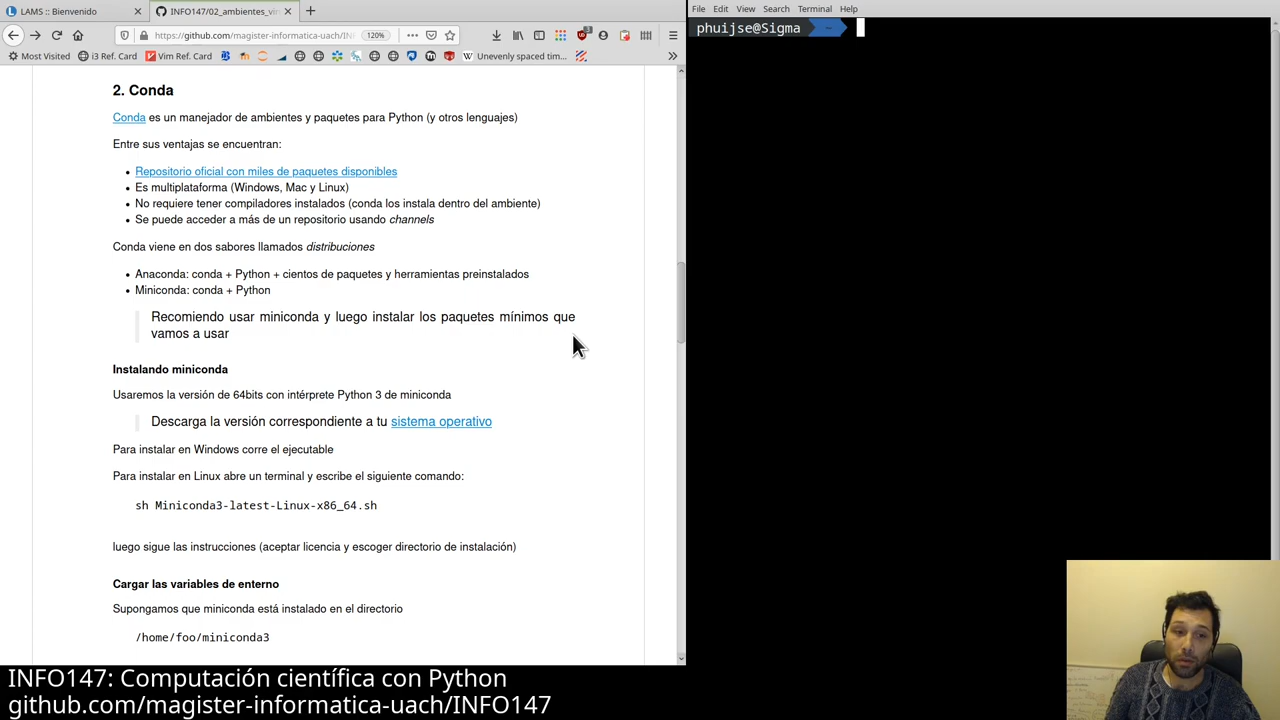 LAMS :: Bienvenido
INFO147/02_ambientes_vir
https://github.com/magister-informatica-uach/IN
120%
Most Visited
i3 Ref. Card
Vim Ref. Card
Unevenly spaced tim...
2. Conda
Conda es un manejador de ambientes y paquetes para Python (y otros lenguajes)
Entre sus ventajas se encuentran:
Repositorio oficial con miles de paquetes disponibles
Es multiplataforma (Windows, Mac y Linux)
No requiere tener compiladores instalados (conda los instala dentro del ambiente)
Se puede acceder a más de un repositorio usando channels
Conda viene en dos sabores llamados distribuciones
Anaconda: conda + Python + cientos de paquetes y herramientas preinstalados
Miniconda: conda + Python
Recomiendo usar miniconda y luego instalar los paquetes mínimos que
vamos a usar
Instalando miniconda
Usaremos la versión de 64bits con intérprete Python 3 de miniconda
Descarga la versión correspondiente a tu sistema operativo
Para instalar en Windows corre el ejecutable
Para instalar en Linux abre un terminal y escribe el siguiente comando:
sh Miniconda3-latest-Linux-x86_64.sh
luego sigue las instrucciones (aceptar licencia y escoger directorio de instalación)
Cargar las variables de enterno
Supongamos que miniconda está instalado en el directorio
/home/foo/miniconda3
File Edit View Search Terminal Help
phuijse@Sigma ~
INFO147: Computación científica con Python
github.com/magister-informatica-uach/INFO147